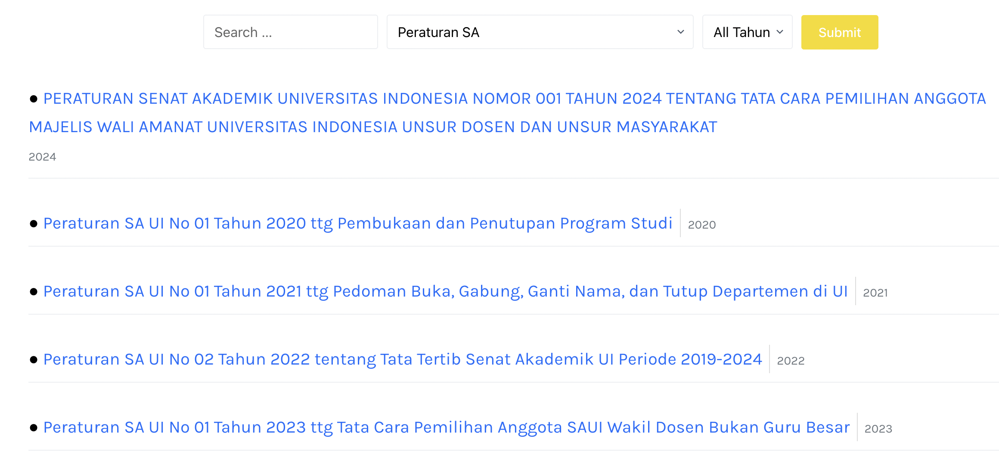 Search ...
Peraturan SA
All Tahun
Submit
● PERATURAN SENAT AKADEMIK UNIVERSITAS INDONESIA NOMOR 001 TAHUN 2024 TENTANG TATA CARA PEMILIHAN ANGGOTA
MAJELIS WALI AMANAT UNIVERSITAS INDONESIA UNSUR DOSEN DAN UNSUR MASYARAKAT
2024
● Peraturan SA UI No 01 Tahun 2020 ttg Pembukaan dan Penutupan Program Studi 2020
● Peraturan SA UI No 01 Tahun 2021 ttg Pedoman Buka, Gabung, Ganti Nama, dan Tutup Departemen di UI 2021
● Peraturan SA UI No 02 Tahun 2022 tentang Tata Tertib Senat Akademik UI Periode 2019-2024 2022
● Peraturan SA UI No 01 Tahun 2023 ttg Tata Cara Pemilihan Anggota SAUI Wakil Dosen Bukan Guru Besar 2023